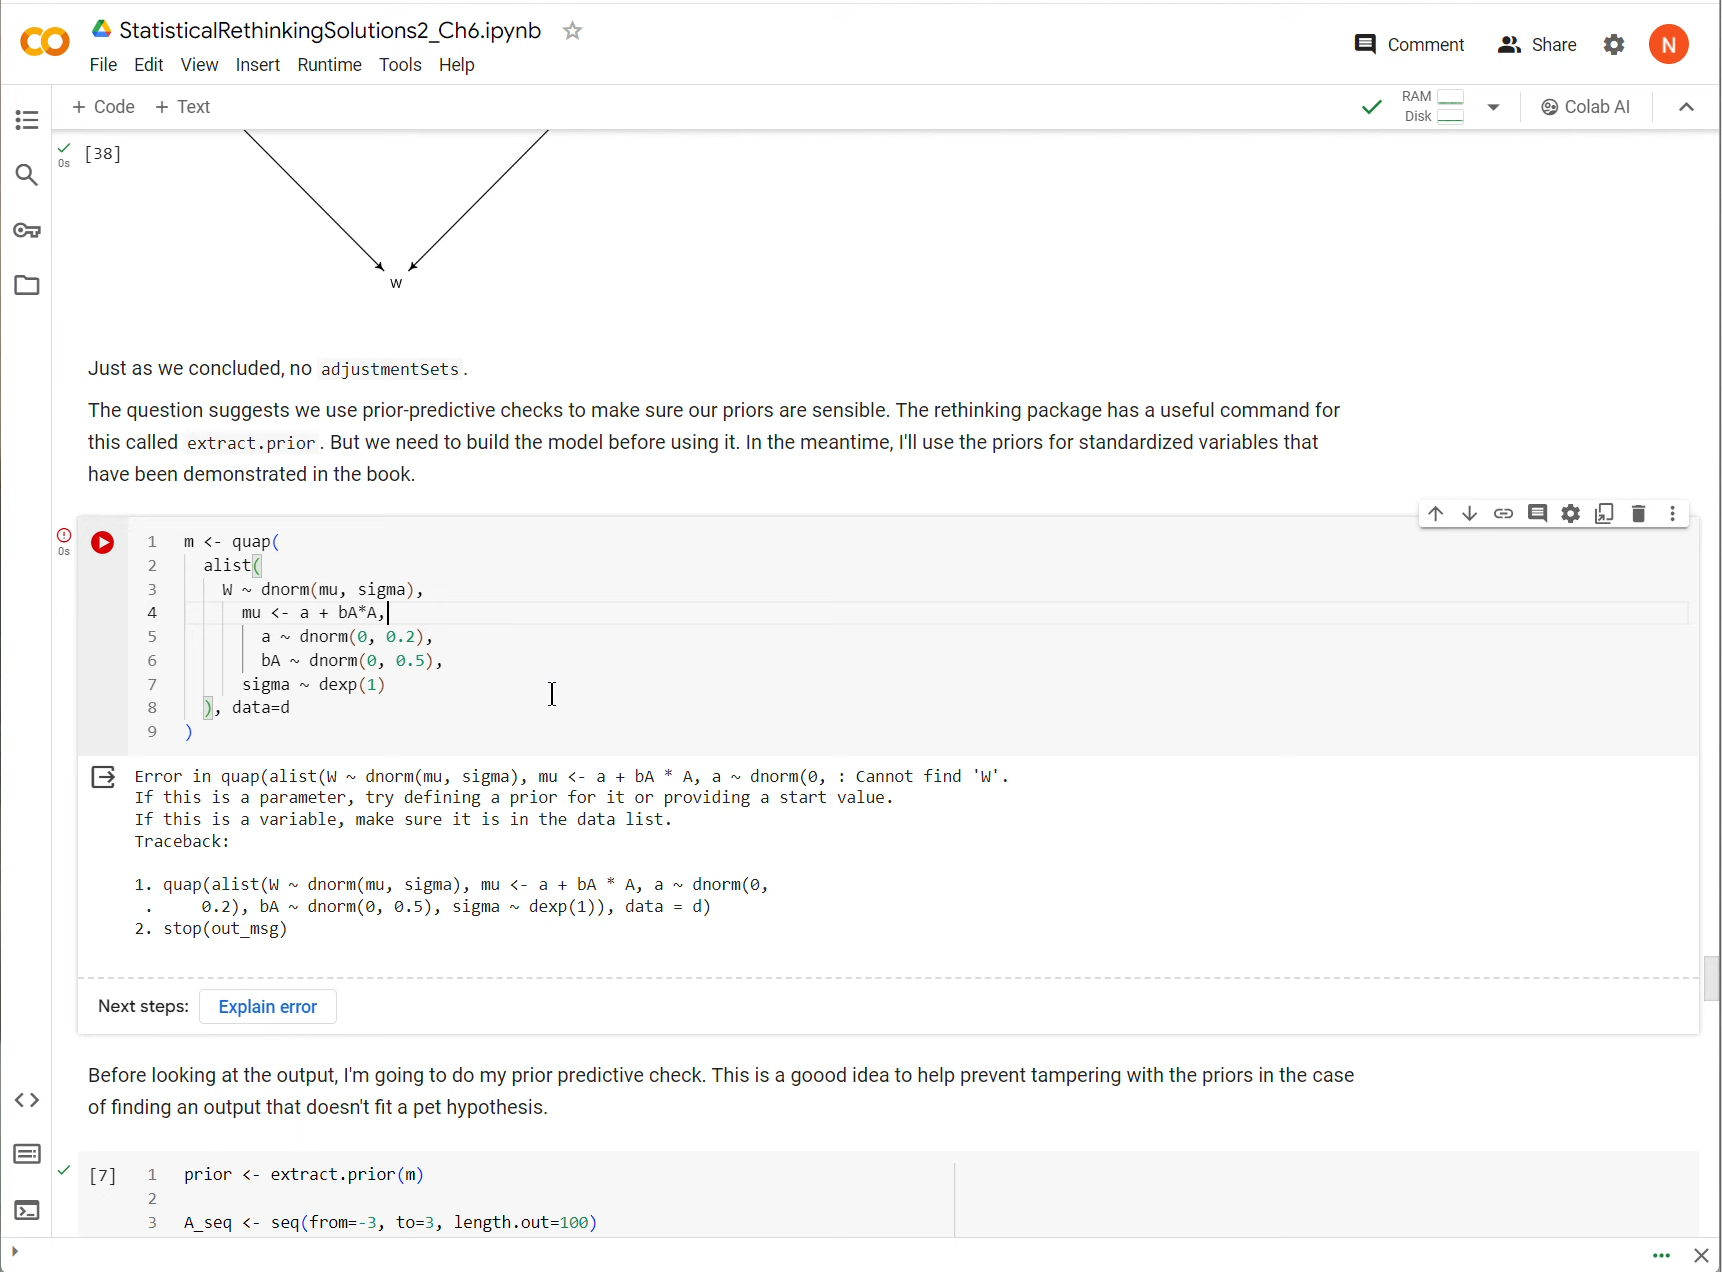 StatisticalRethinkingSolutions2_Ch6.ipynb
Comment
Share
N
File Edit View Insert Runtime Tools Help
+ Code + Text
RAM
Disk
Colab AI
0s
[38]
W
Just as we concluded, no adjustmentSets.
The question suggests we use prior-predictive checks to make sure our priors are sensible. The rethinking package has a useful command for
this called extract.prior. But we need to build the model before using it. In the meantime, I'll use the priors for standardized variables that
have been demonstrated in the book.
0s
1 m <- quap(
2 alist(
3 W ~ dnorm(mu, sigma),
4 mu <- a + bA*A,
5 a ~ dnorm(0, 0.2),
6 bA ~ dnorm(0, 0.5),
7 sigma ~ dexp(1)
8 ), data=d
9 )
Error in quap(alist(W ~ dnorm(mu, sigma), mu <- a + bA * A, a ~ dnorm(0, : Cannot find 'W'.
If this is a parameter, try defining a prior for it or providing a start value.
If this is a variable, make sure it is in the data list.
Traceback:
1. quap(alist(W ~ dnorm(mu, sigma), mu <- a + bA * A, a ~ dnorm(0,
. 0.2), bA ~ dnorm(0, 0.5), sigma ~ dexp(1)), data = d)
2. stop(out_msg)
Next steps: Explain error
Before looking at the output, I'm going to do my prior predictive check. This is a goood idea to help prevent tampering with the priors in the case
of finding an output that doesn't fit a pet hypothesis.
[7]
1 prior <- extract.prior(m)
2
3 A_seq <- seq(from=-3, to=3, length.out=100)